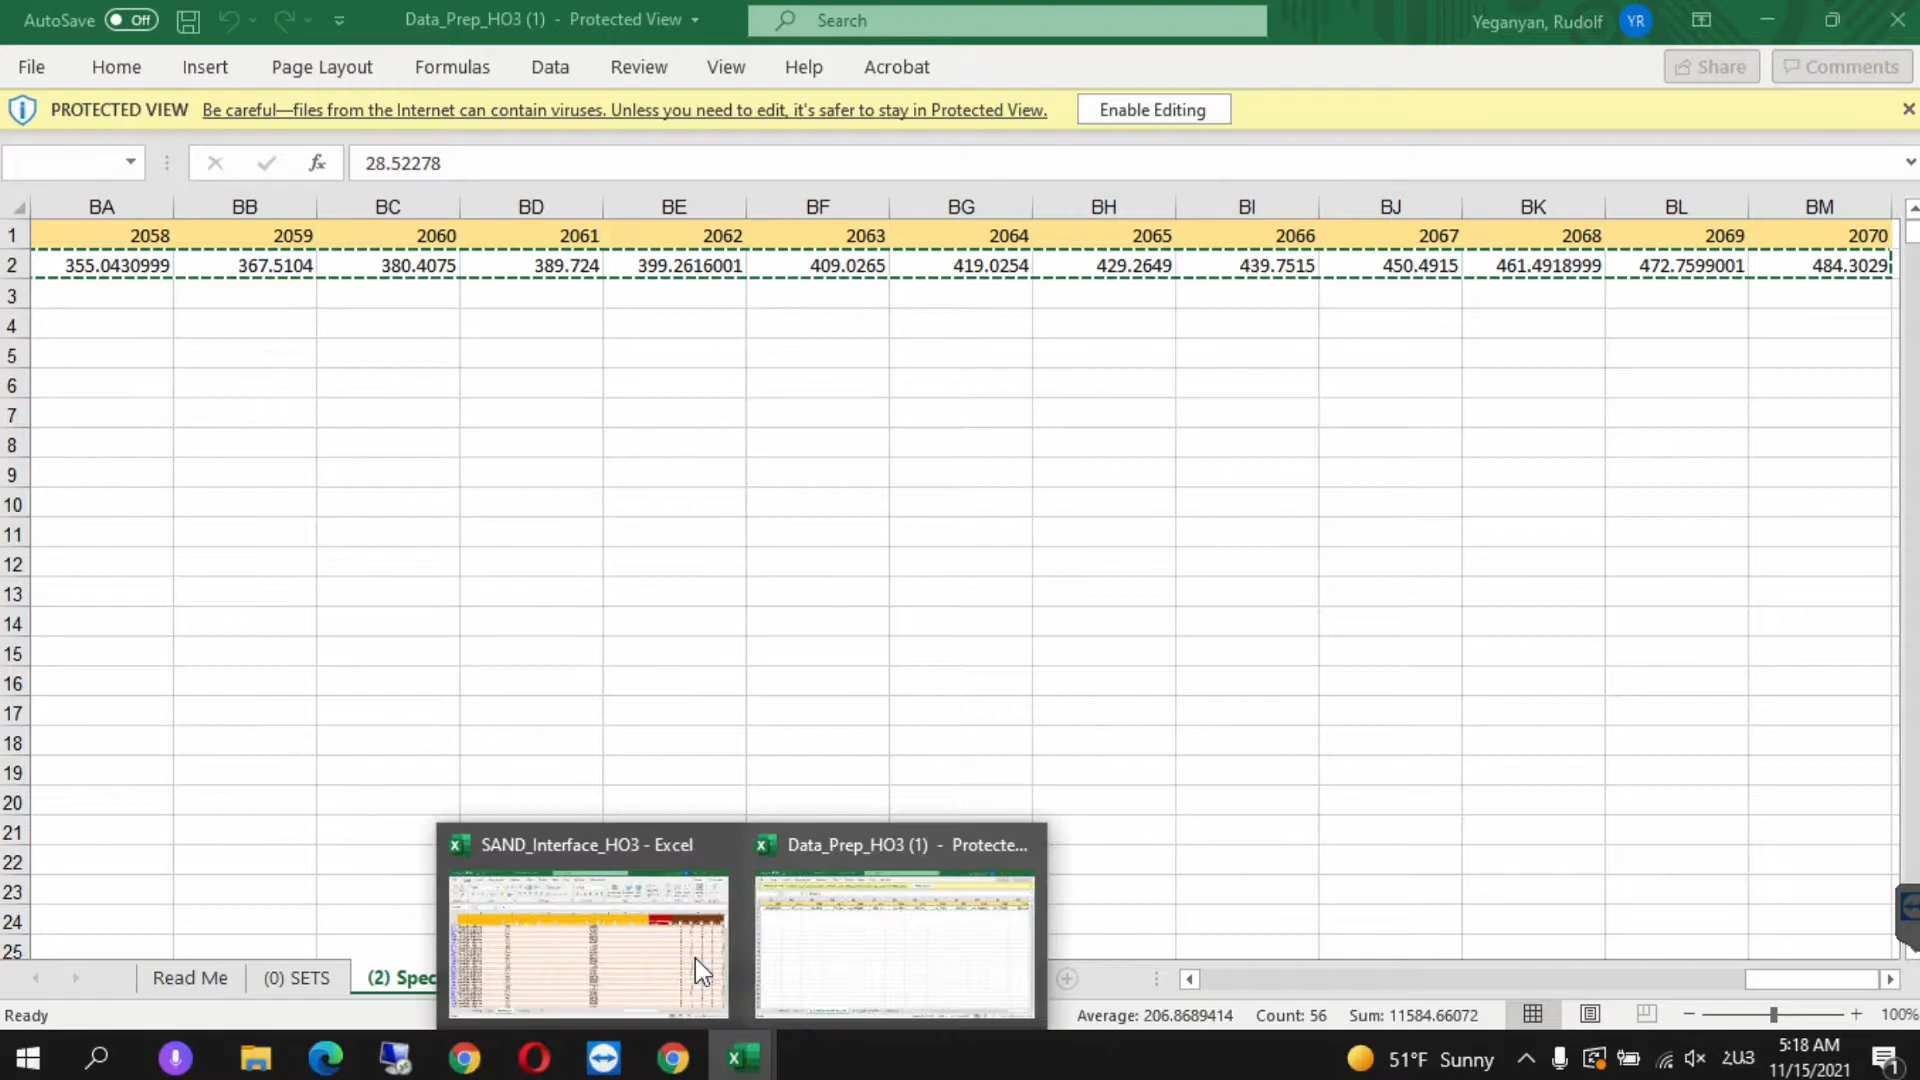 AutoSave Off Data_Prep_HO3 (1) - Protected View Search Yeganyan, Rudolf YR
File Home Insert Page Layout Formulas Data Review View Help Acrobat Share Comments
PROTECTED VIEW Be careful—files from the Internet can contain viruses. Unless you need to edit, it's safer to stay in Protected View. Enable Editing
fx 28.52278
BA BB BC BD BE BF BG BH BI BJ BK BL BM
1 2058 2059 2060 2061 2062 2063 2064 2065 2066 2067 2068 2069 2070
2 355.0430999 367.5104 380.4075 389.724 399.2616001 409.0265 419.0254 429.2649 439.7515 450.4915 461.4918999 472.7599001 484.3029
3
4
5
6
7
8
9
10
11
12
13
14
15
16
17
18
19
20
21
22
23
24
25
SAND_Interface_HO3 - Excel Data_Prep_HO3 (1) - Protecte...
Read Me (0) SETS (2) Spec
Ready Average: 206.8689414 Count: 56 Sum: 11584.66072 100%
51°F Sunny ՀԱՅ 5:18 AM
11/15/2021 1